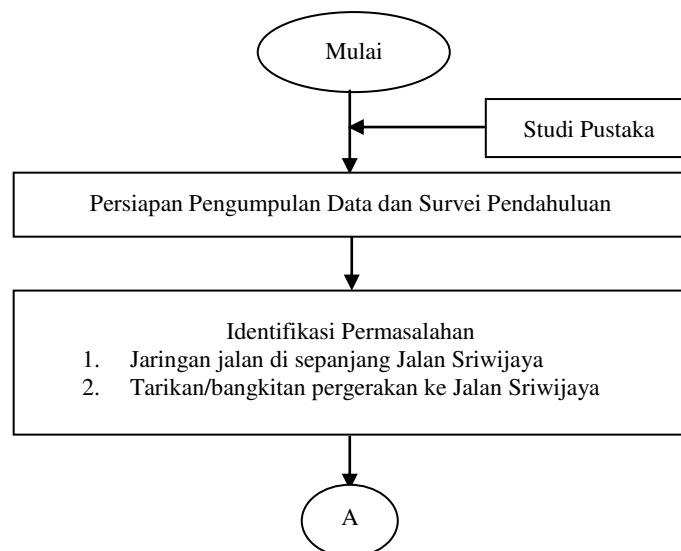 Mulai
Studi Pustaka
Persiapan Pengumpulan Data dan Survei Pendahuluan
Identifikasi Permasalahan
1. Jaringan jalan di sepanjang Jalan Sriwijaya
2. Tarikan/bangkitan pergerakan ke Jalan Sriwijaya
A